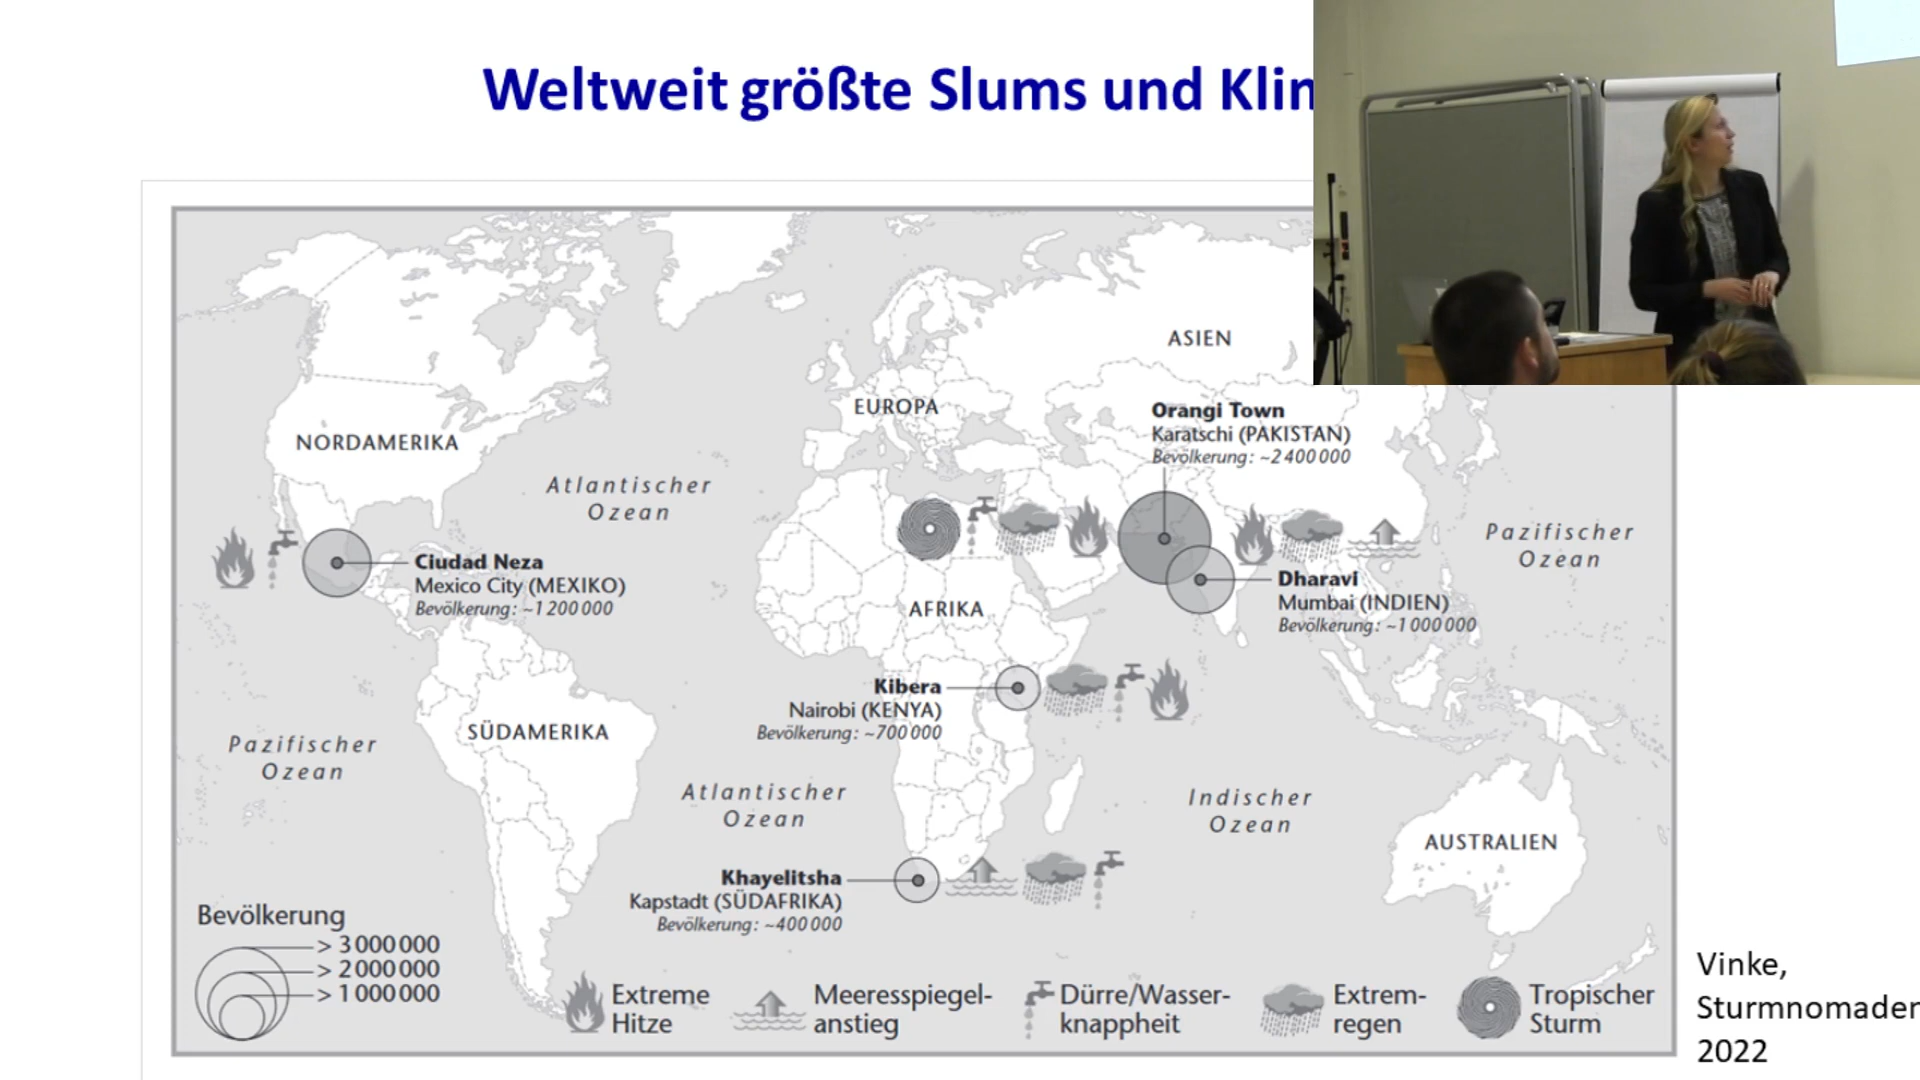 Weltweit größte Slums und
ASIEN
EUROPA
NORDAMERIKA
Orangi Town
Karatschi (PAKISTAN)
Bevölkerung: ~2 400 000
Atlantischer
Ozean
Pazifischer
Ozean
Ciudad Neza
Mexico City (MEXIKO)
Bevölkerung: ~1 200 000
Dharavi
Mumbai (INDIEN)
Bevölkerung: ~1 000 000
AFRIKA
Kibera
Nairobi (KENYA)
Bevölkerung: ~700 000
SÜDAMERIKA
Pazifischer
Ozean
Atlantischer
Ozean
Indischer
Ozean
AUSTRALIEN
Khayelitsha
Kapstadt (SÜDAFRIKA)
Bevölkerung: ~400 000
Bevölkerung
> 3 000 000
> 2 000 000
> 1 000 000
Extreme
Hitze
Meeresspiegel-
anstieg
Dürre/Wasser-
knappheit
Extrem-
regen
Tropischer
Sturm
Vinke,
Sturmnomaden
2022